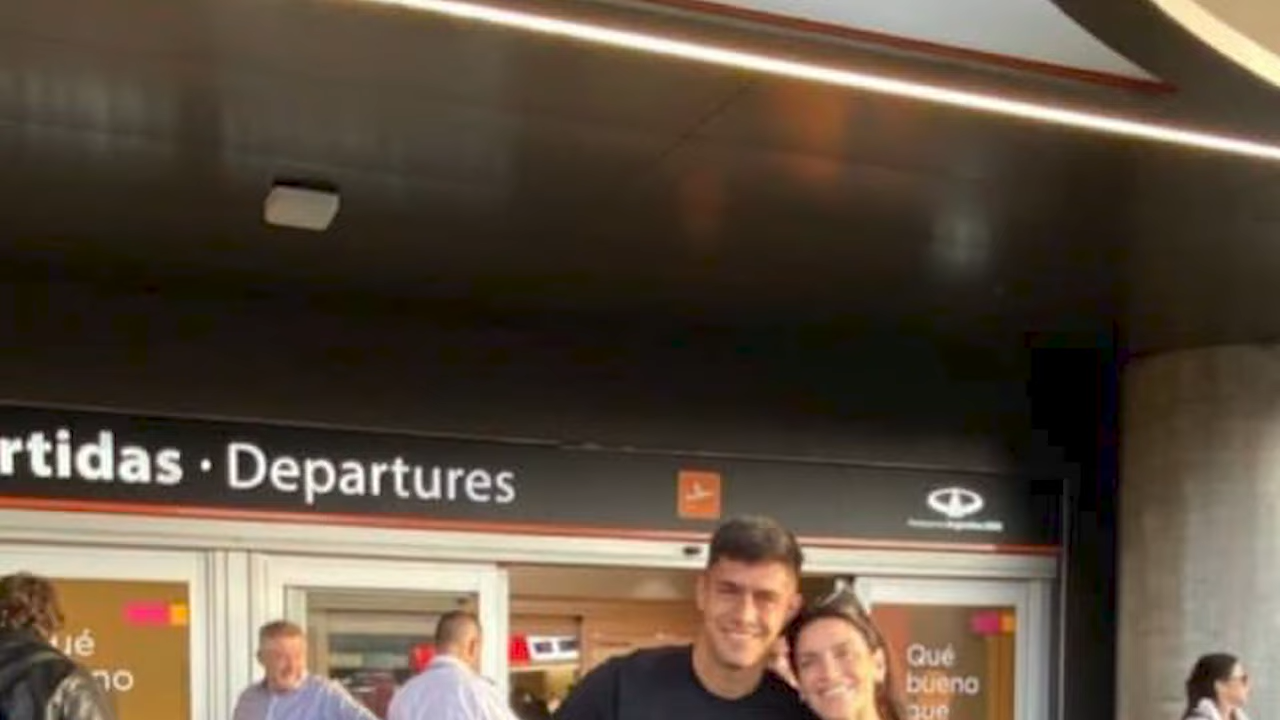 rtidas · Departures
ué
no
Qué
bueno
que